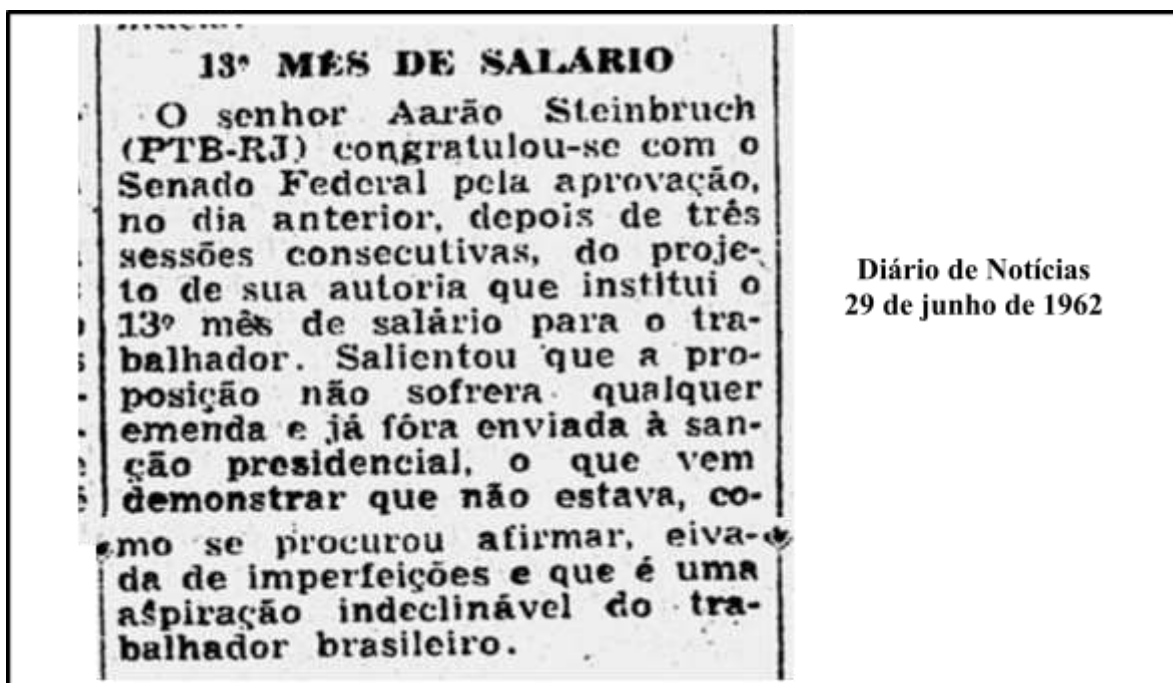 13º MÊS DE SALÁRIO
O senhor Aarão Steinbruch
(PTB-RJ) congratulou-se com o
Senado Federal pela aprovação,
no dia anterior, depois de três
sessões consecutivas, do proje-
to de sua autoria que institui o
13º mês de salário para o tra-
balhador. Salientou que a pro-
posição não sofrera qualquer
emenda e já fôra enviada à san-
ção presidencial, o que vem
demonstrar que não estava, co-
mo se procurou afirmar, eiva-
da de imperfeições e que é uma
aspiração indeclinável do tra-
balhador brasileiro.
Diário de Notícias
29 de junho de 1962